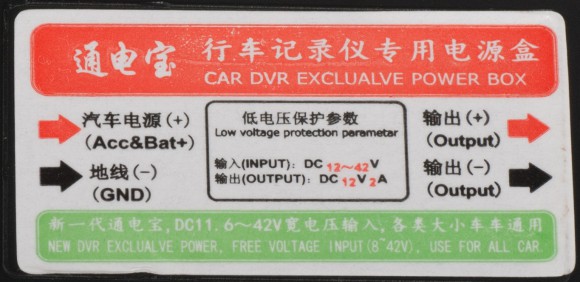 通电宝 行车记录仪专用电源盒
CAR DVR EXCLUALVE POWER BOX
汽车电源(+)
(Acc&Bat+)
地线(-)
(GND)
低电压保护参数
Low voltage protection parametar
输入(INPUT): DC 12~42V
输出(OUTPUT): DC 12V 2A
输出(+)
(Output)
输出(-)
(Output)
新一代通电宝,DC11.6~42V宽电压输入,各类大小车车通用
NEW DVR EXCLUALVE POWER, FREE VOLTAGE INPUT(8~42V), USE FOR ALL CAR